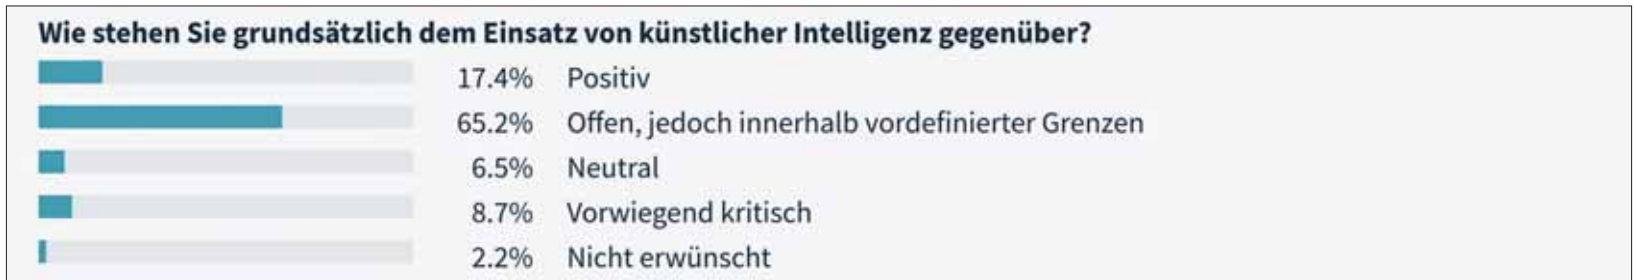 Wie stehen Sie grundsätzlich dem Einsatz von künstlicher Intelligenz gegenüber?
17.4% Positiv
65.2% Offen, jedoch innerhalb vordefinierter Grenzen
6.5% Neutral
8.7% Vorwiegend kritisch
2.2% Nicht erwünscht